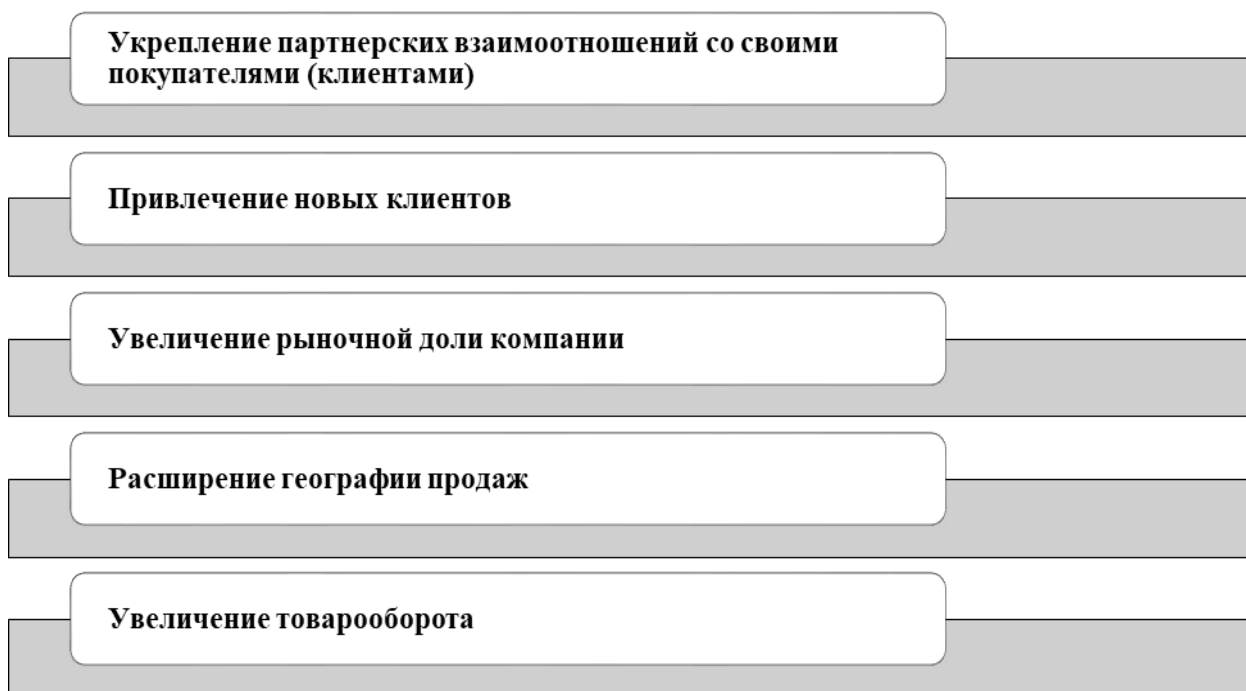 Укрепление партнерских взаимоотношений со своими
покупателями (клиентами)
Привлечение новых клиентов
Увеличение рыночной доли компании
Расширение географии продаж
Увеличение товарооборота